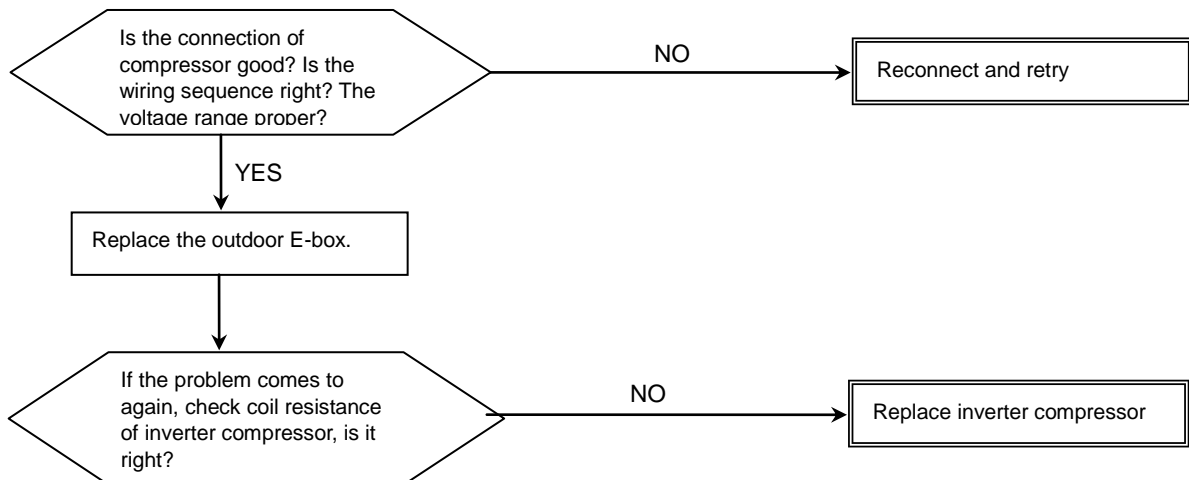 Is the connection of
compressor good? Is the
wiring sequence right? The
voltage range proper?
NO
Reconnect and retry
YES
Replace the outdoor E-box.
If the problem comes to
again, check coil resistance
of inverter compressor, is it
right?
NO
Replace inverter compressor